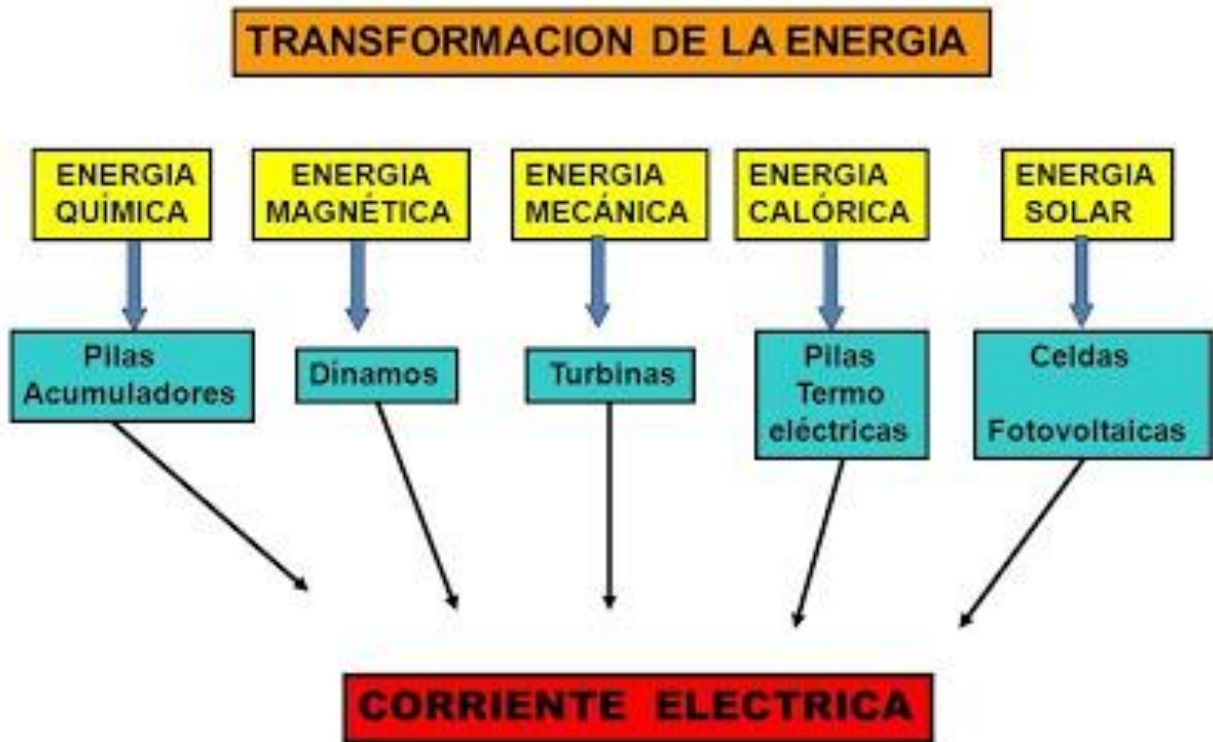 TRANSFORMACION DE LA ENERGIA
ENERGIA
QUÍMICA
ENERGIA
MAGNÉTICA
ENERGIA
MECÁNICA
ENERGIA
CALÓRICA
ENERGIA
SOLAR
Pilas
Acumuladores
Dínamos
Turbinas
Pilas
Termo
eléctricas
Celdas
Fotovoltaicas
CORRIENTE ELECTRICA